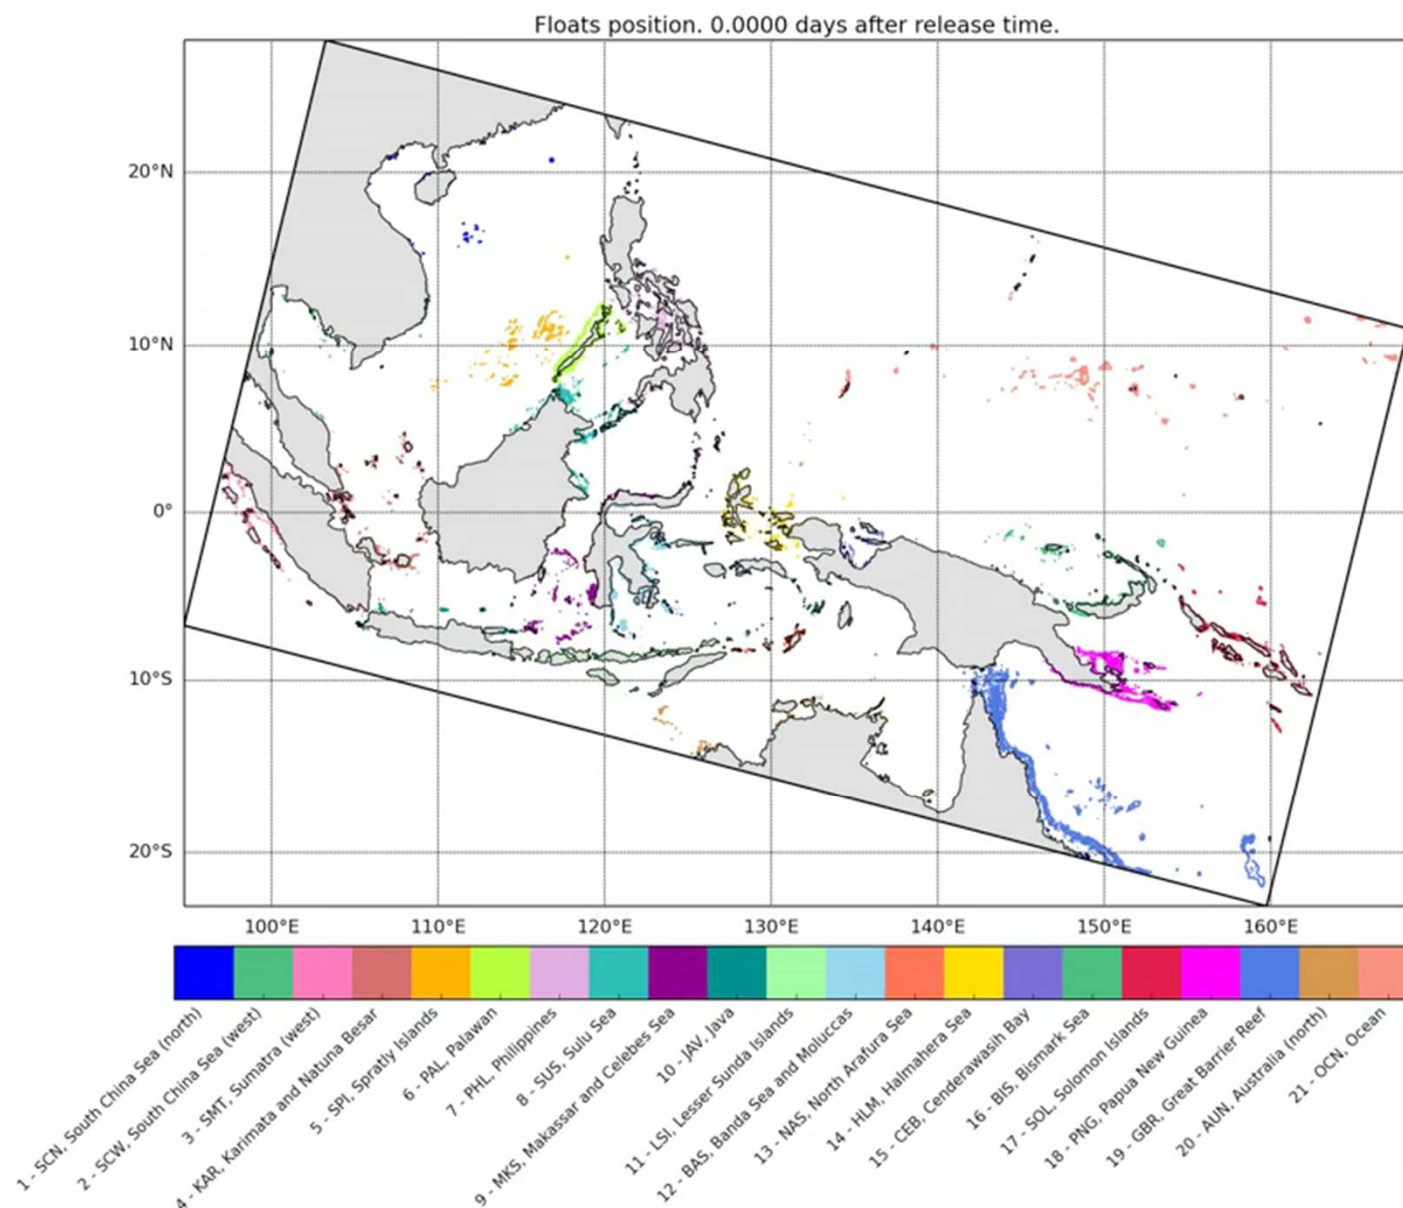 Floats position. 0.0000 days after release time.
20°N
10°N
0°
10°S
20°S
100°E
110°E
120°E
130°E
140°E
150°E
160°E
1 - SCN, South China Sea (north)
2 - SCW, South China Sea (west)
3 - SMT, Sumatra (west)
4 - KAR, Karimata and Natuna Besar
5 - SPI, Spratly Islands
6 - PAL, Palawan
7 - PHL, Philippines
8 - SUS, Sulu Sea
9 - MKS, Makassar and Celebes Sea
10 - JAV, Java
11 - LSI, Lesser Sunda Islands
12 - BAS, Banda Sea and Moluccas
13 - NAS, North Arafura Sea
14 - HLM, Halmahera Sea
15 - CEB, Cenderawasih Bay
16 - BIS, Bismark Sea
17 - SOL, Solomon Islands
18 - PNG, Papua New Guinea
19 - GBR, Great Barrier Reef
20 - AUN, Australia (north)
21 - OCN, Ocean